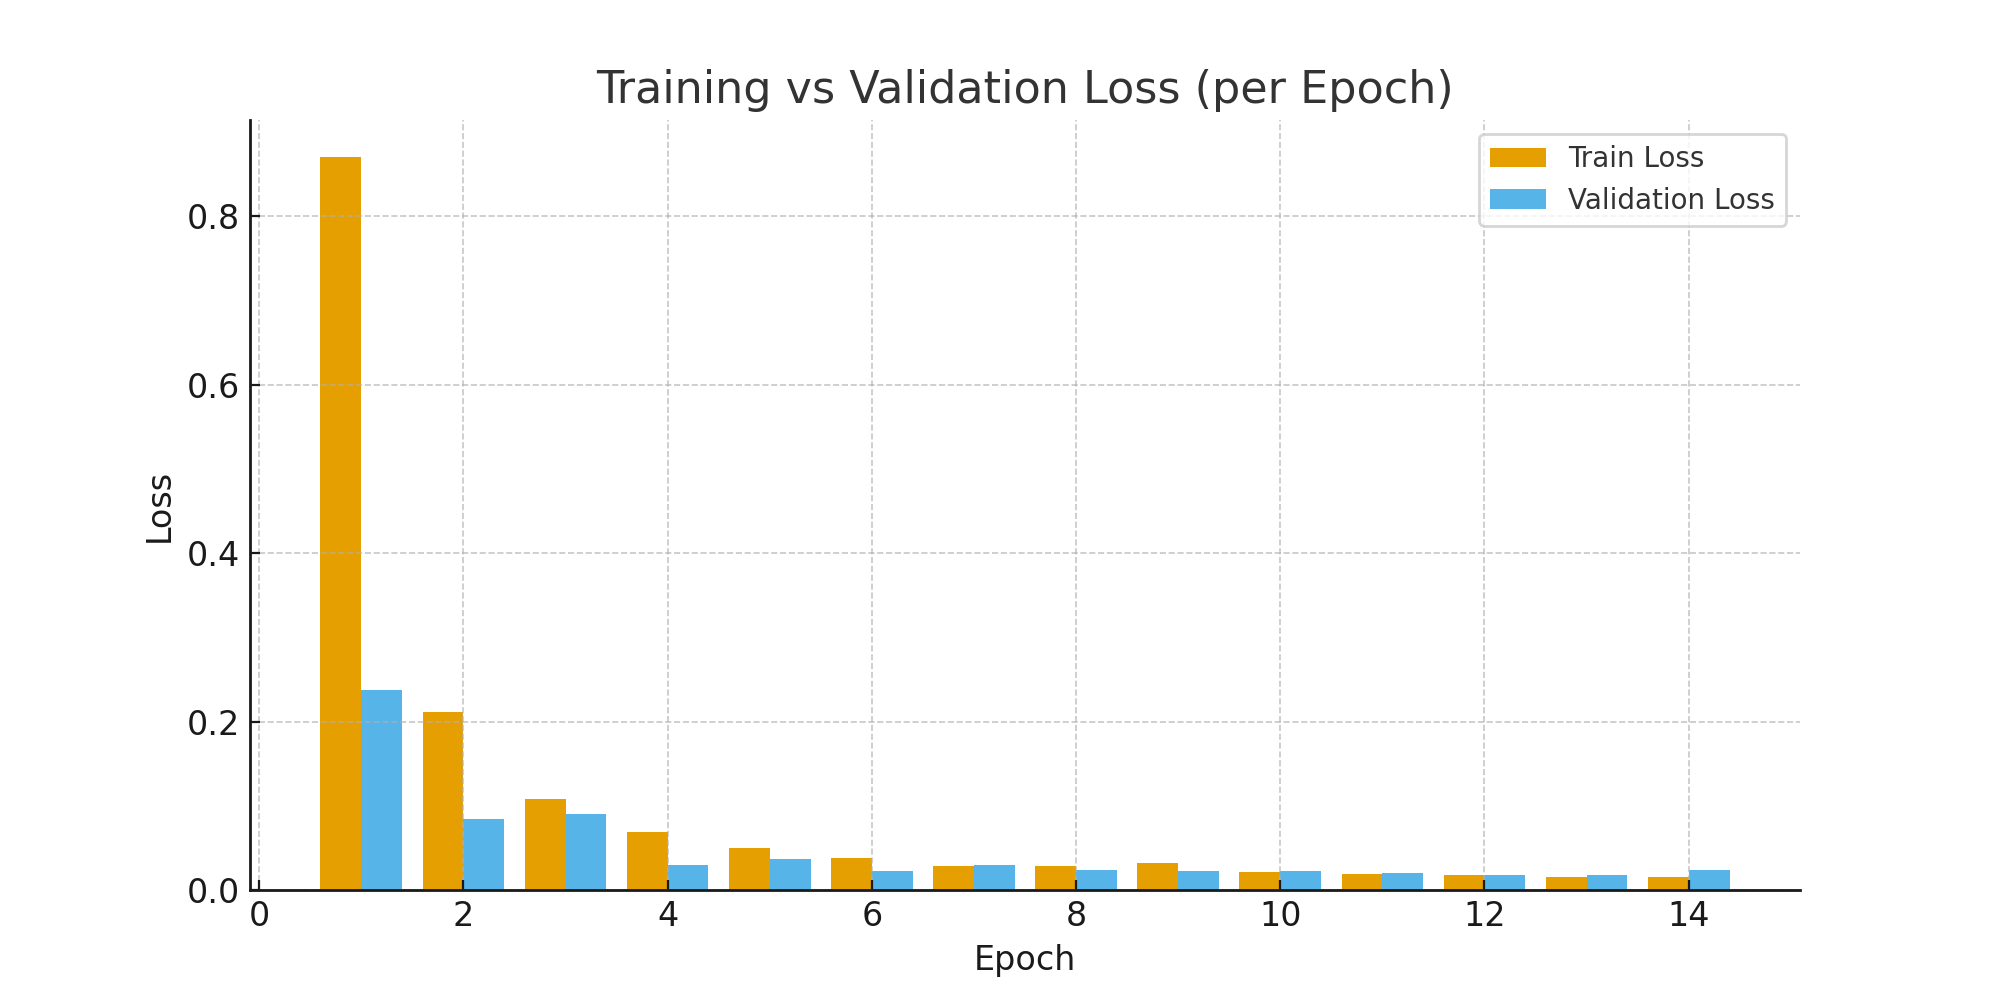 Training vs Validation Loss (per Epoch)
Train Loss
Validation Loss
Loss
0.8
0.6
0.4
0.2
0.0
0 2 4 6 8 10 12 14
Epoch